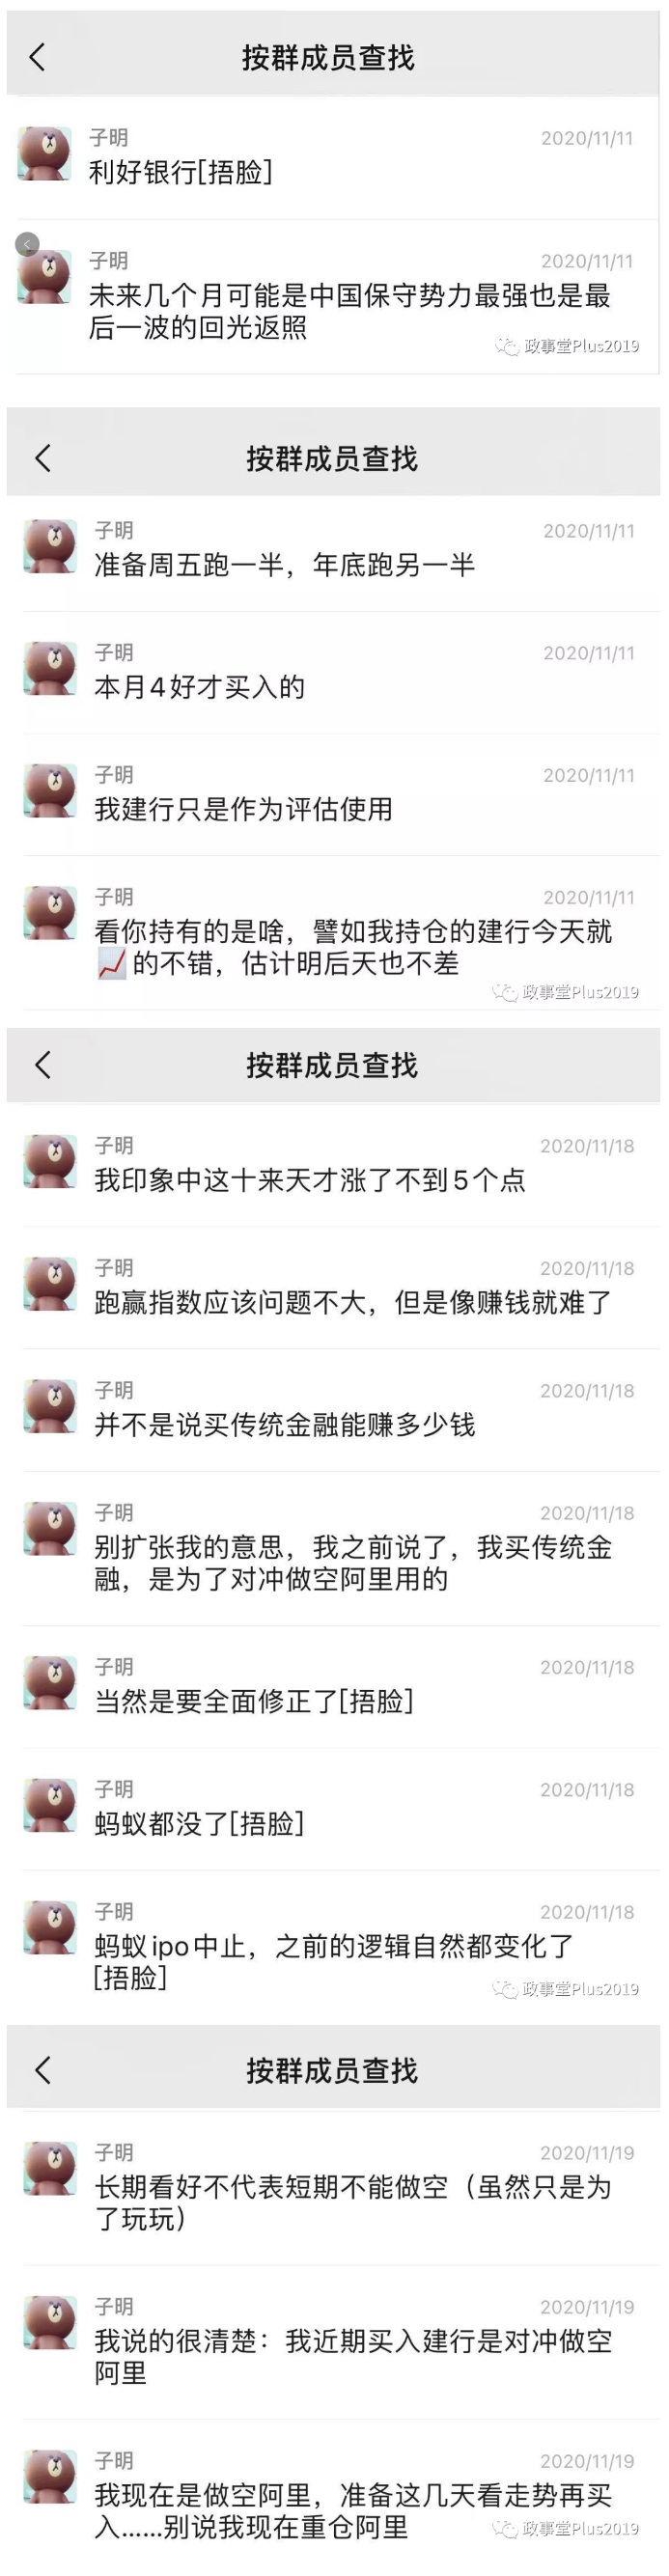 按群成员查找
子明
2020/11/11
利好银行[捂脸]
子明
2020/11/11
未来几个月可能是中国保守势力最强也是最
后一波的回光返照
政事堂Plus2019
按群成员查找
子明
2020/11/11
准备周五跑一半，年底跑另一半
子明
2020/11/11
本月4好才买入的
子明
2020/11/11
我建行只是作为评估使用
子明
2020/11/11
看你持有的是啥，譬如我持仓的建行今天就
📈的不错，估计明后天也不差
政事堂Plus2019
按群成员查找
子明
2020/11/18
我印象中这十来天才涨了不到5个点
子明
2020/11/18
跑赢指数应该问题不大，但是像赚钱就难了
子明
2020/11/18
并不是说买传统金融能赚多少钱
子明
2020/11/18
别扩张我的意思，我之前说了，我买传统金
融，是为了对冲做空阿里用的
子明
2020/11/18
当然是要全面修正了[捂脸]
子明
2020/11/18
蚂蚁都没了[捂脸]
子明
2020/11/18
蚂蚁ipo中止，之前的逻辑自然都变化了
[捂脸]
政事堂Plus2019
按群成员查找
子明
2020/11/19
长期看好不代表短期不能做空（虽然只是为
了玩玩）
子明
2020/11/19
我说的很清楚：我近期买入建行是对冲做空
阿里
子明
2020/11/19
我现在是做空阿里，准备这几天看走势再买
入……别说我现在重仓阿里
政事堂Plus2019